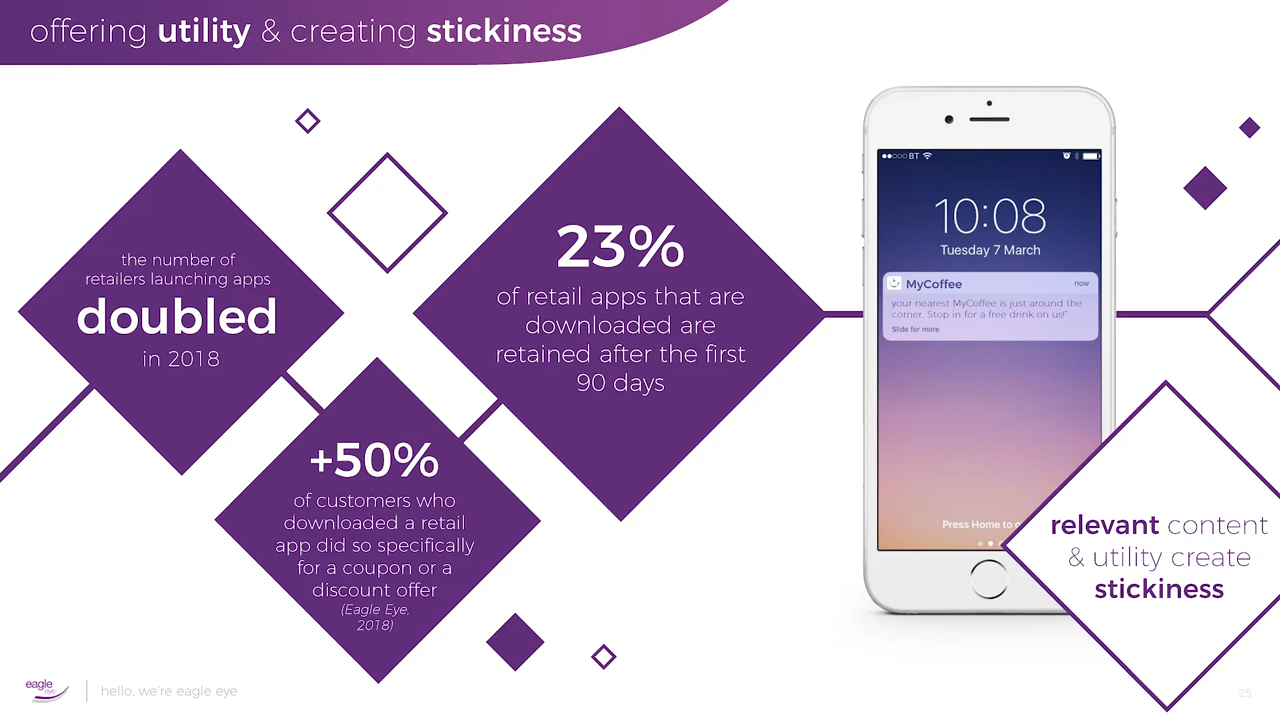 offering utility & creating stickiness
the number of
retailers launching apps
doubled
in 2018
+50%
of customers who
downloaded a retail
app did so specifically
for a coupon or a
discount offer
(Eagle Eye,
2018)
23%
of retail apps that are
downloaded are
retained after the first
90 days
BT
10:08
Tuesday 7 March
MyCoffee now
your nearest MyCoffee is just around the
corner. Stop in for a free drink on us!"
Slide for more
Press Home to
relevant content
& utility create
stickiness
eagle
eye
hello, we're eagle eye
25